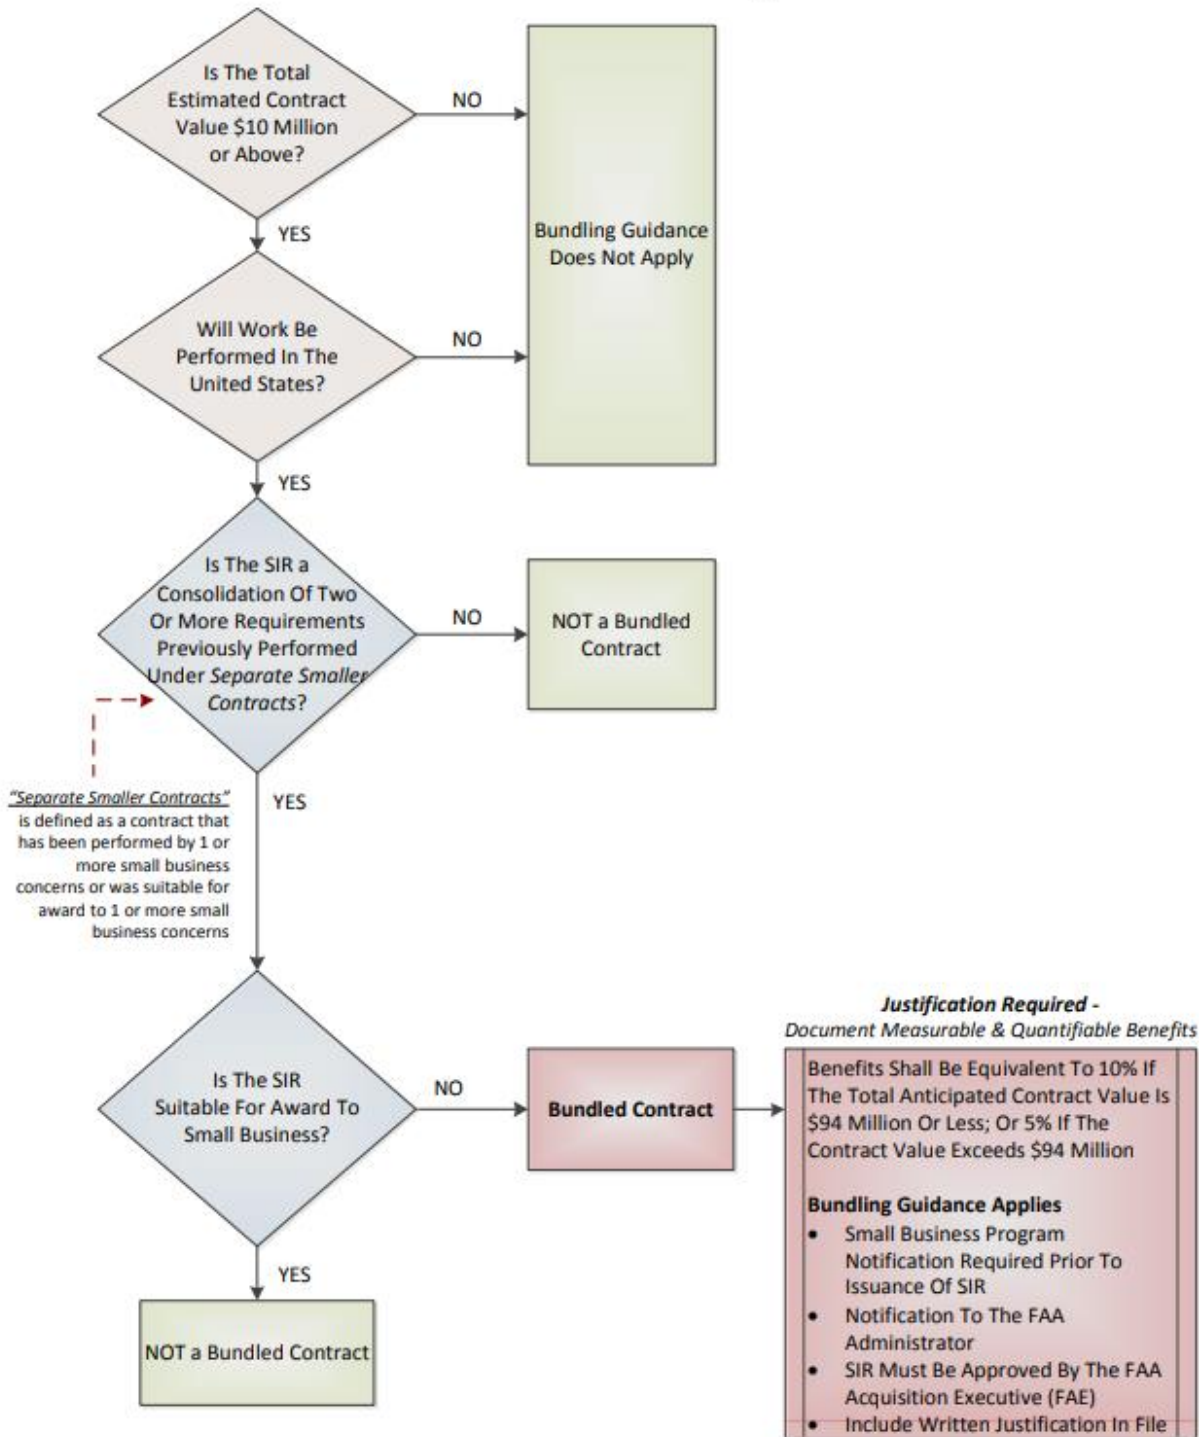 Is The Total
Estimated Contract
Value $10 Million
or Above?
NO
Bundling Guidance
Does Not Apply
YES
Will Work Be
Performed In The
United States?
NO
YES
Is The SIR a
Consolidation Of Two
Or More Requirements
Previously Performed
Under Separate Smaller
Contracts?
NO
NOT a Bundled
Contract
"Separate Smaller Contracts"
is defined as a contract that
has been performed by 1 or
more small business
concerns or was suitable for
award to 1 or more small
business concerns
YES
Is The SIR
Suitable For Award To
Small Business?
NO
Bundled Contract
Justification Required -
Document Measurable & Quantifiable Benefits
Benefits Shall Be Equivalent To 10% If
The Total Anticipated Contract Value Is
$94 Million Or Less; Or 5% If The
Contract Value Exceeds $94 Million
Bundling Guidance Applies
• Small Business Program
Notification Required Prior To
Issuance Of SIR
• Notification To The FAA
Administrator
• SIR Must Be Approved By The FAA
Acquisition Executive (FAE)
• Include Written Justification In File
YES
NOT a Bundled Contract